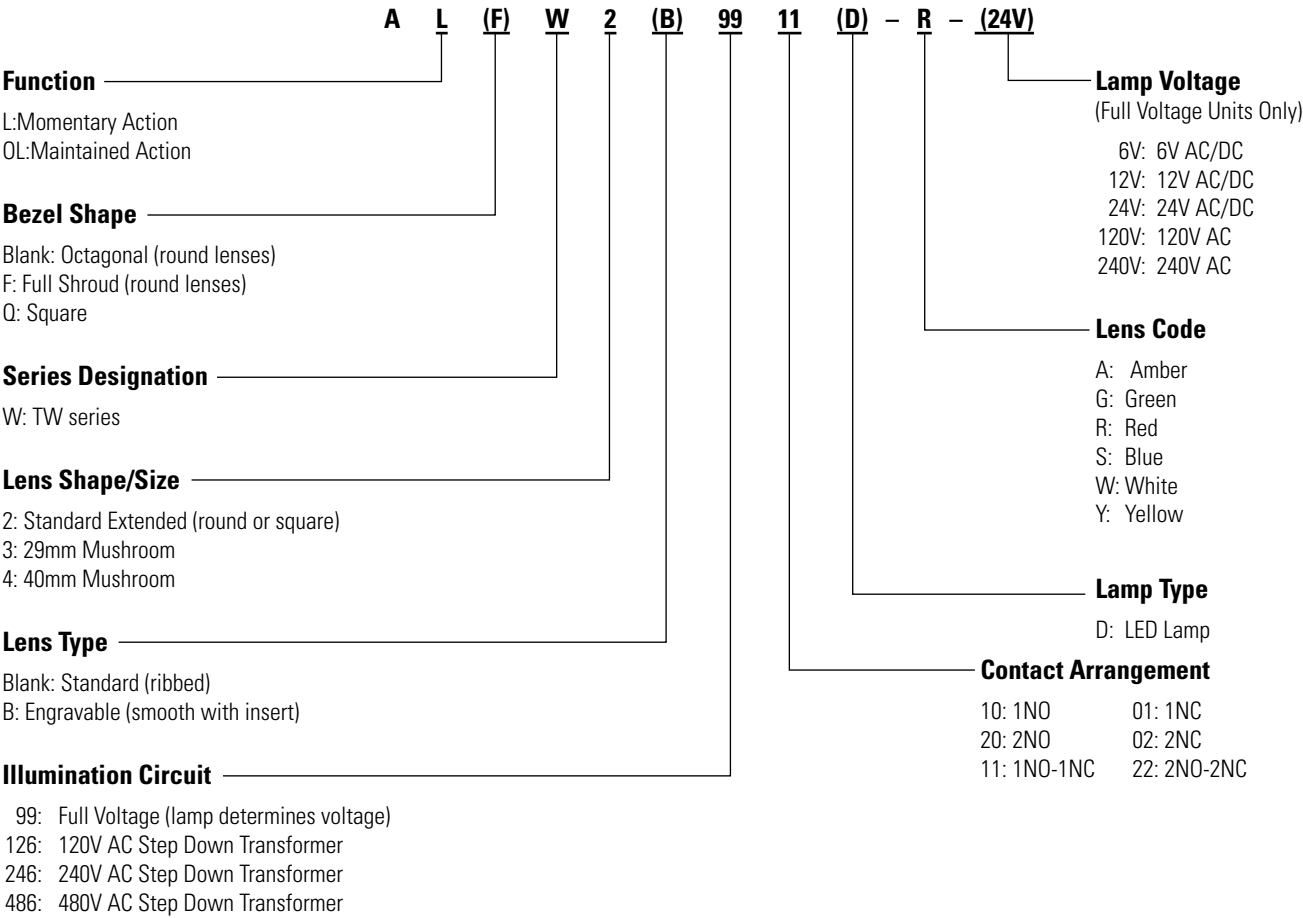 A L (F) W 2 (B) 99 11 (D) – R – (24V)
Function
L:Momentary Action
OL:Maintained Action
Bezel Shape
Blank: Octagonal (round lenses)
F: Full Shroud (round lenses)
Q: Square
Series Designation
W: TW series
Lens Shape/Size
2: Standard Extended (round or square)
3: 29mm Mushroom
4: 40mm Mushroom
Lens Type
Blank: Standard (ribbed)
B: Engravable (smooth with insert)
Illumination Circuit
99: Full Voltage (lamp determines voltage)
126: 120V AC Step Down Transformer
246: 240V AC Step Down Transformer
486: 480V AC Step Down Transformer
Lamp Voltage
(Full Voltage Units Only)
6V: 6V AC/DC
12V: 12V AC/DC
24V: 24V AC/DC
120V: 120V AC
240V: 240V AC
Lens Code
A: Amber
G: Green
R: Red
S: Blue
W: White
Y: Yellow
Lamp Type
D: LED Lamp
Contact Arrangement
10: 1NO 01: 1NC
20: 2NO 02: 2NC
11: 1NO-1NC 22: 2NO-2NC